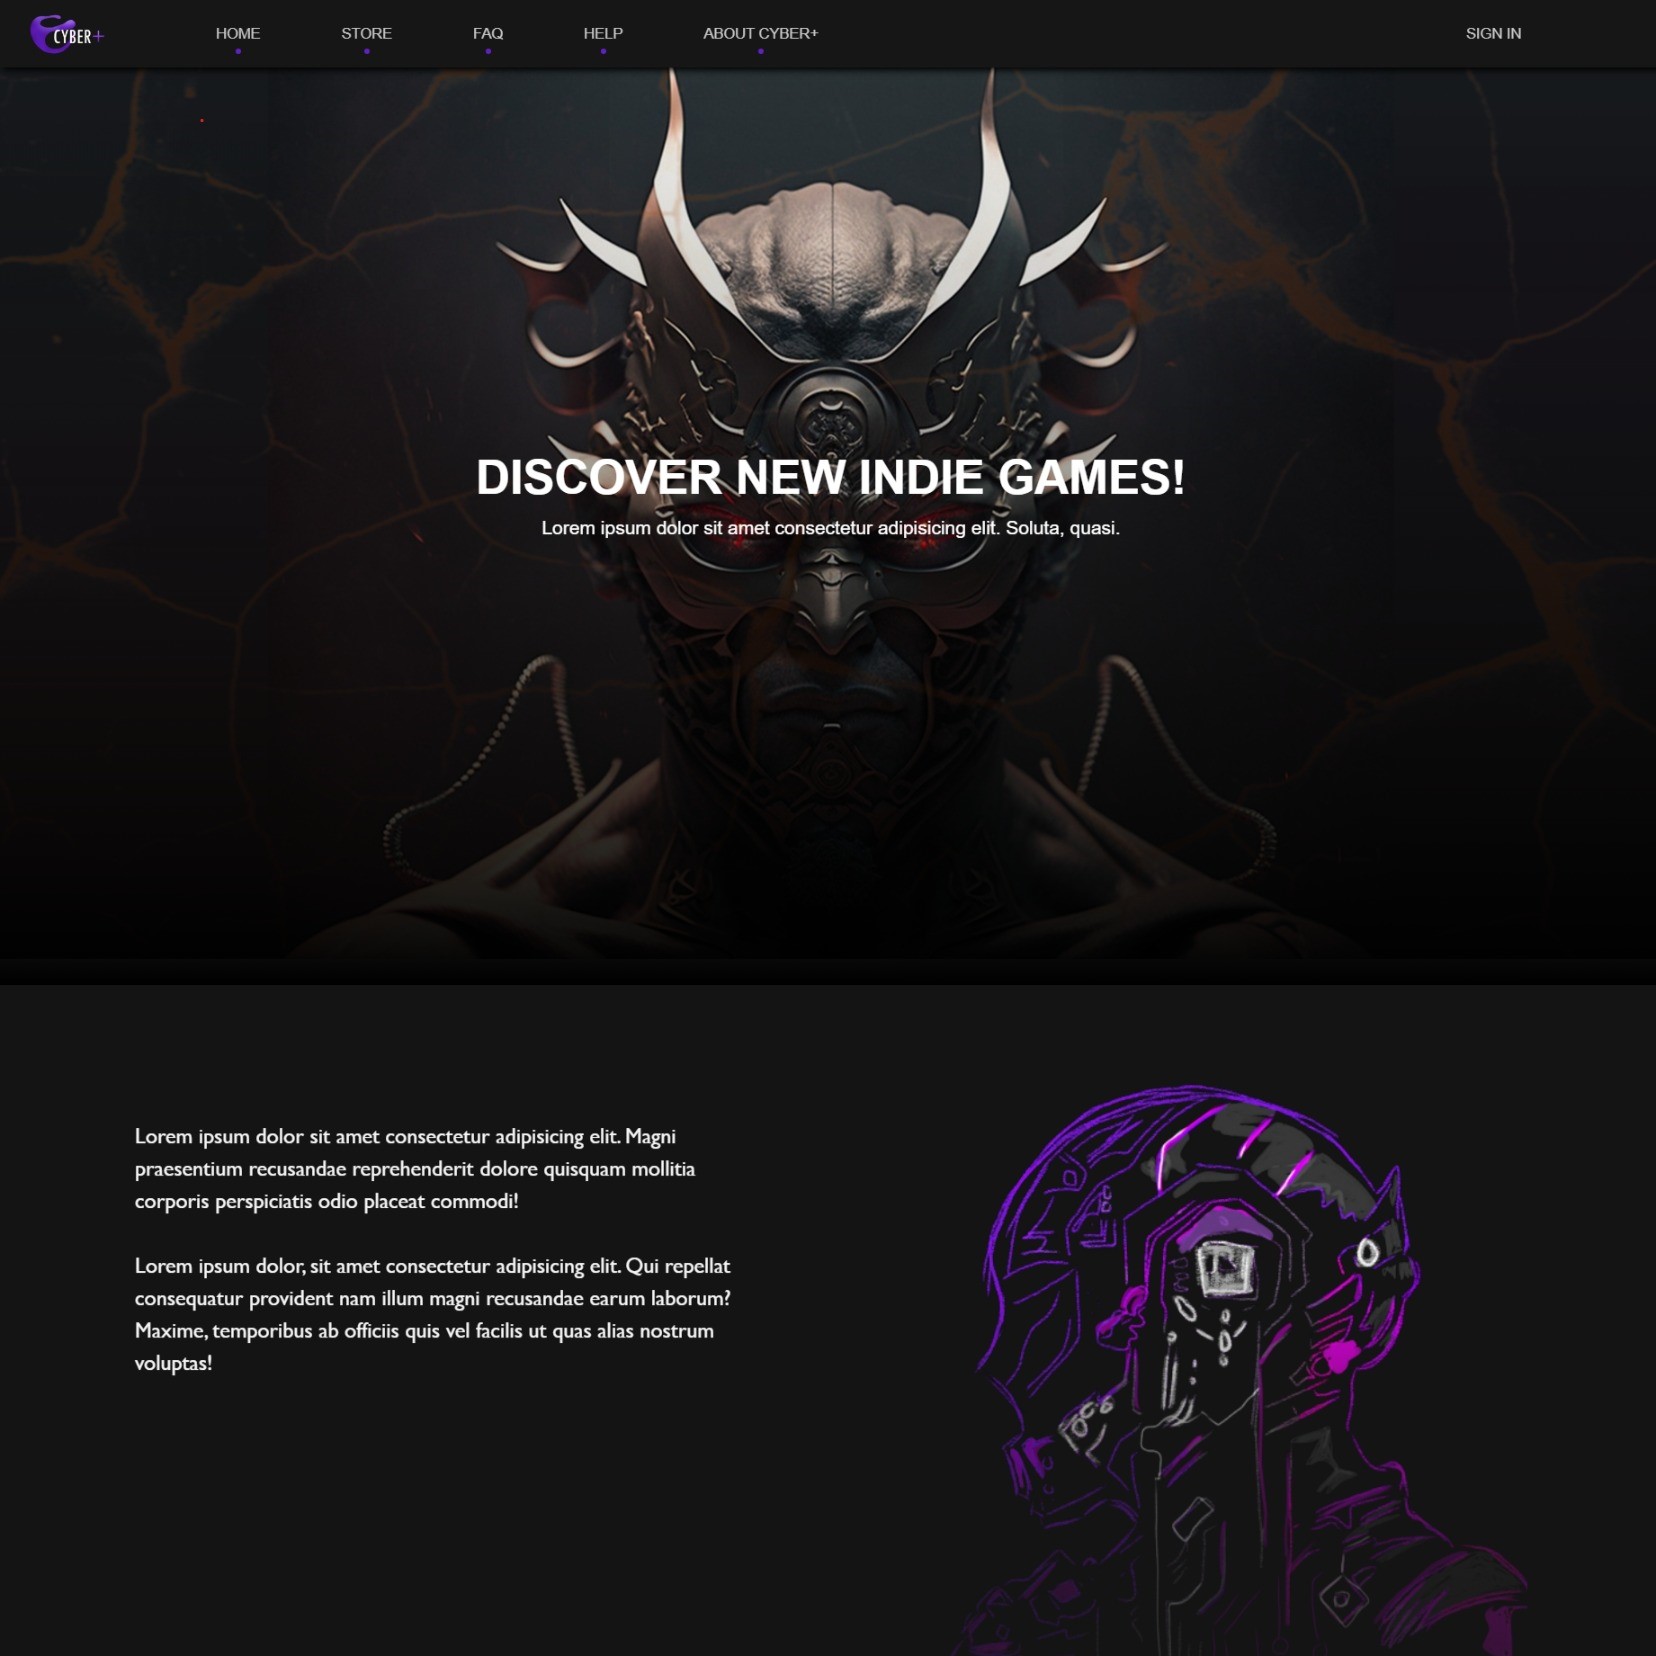 CYBER+
HOME
STORE
FAQ
HELP
ABOUT CYBER+
SIGN IN
DISCOVER NEW INDIE GAMES!
Lorem ipsum dolor sit amet consectetur adipisicing elit. Soluta, quasi.
Lorem ipsum dolor sit amet consectetur adipisicing elit. Magni
praesentium recusandae reprehenderit dolore quisquam mollitia
corporis perspiciatis odio placeat commodi!
Lorem ipsum dolor, sit amet consectetur adipisicing elit. Qui repellat
consequatur provident nam illum magni recusandae earum laborum?
Maxime, temporibus ab officiis quis vel facilis ut quas alias nostrum
voluptas!